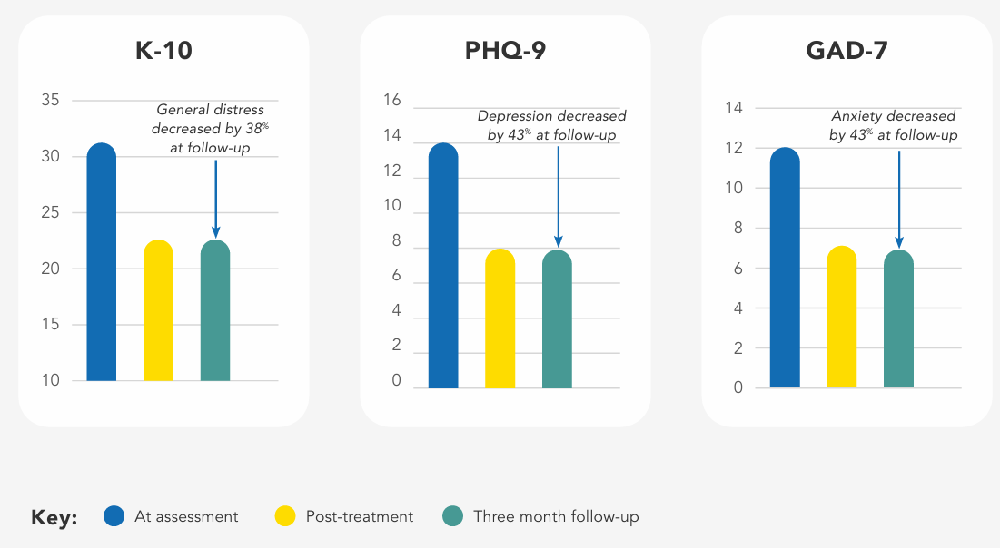 K-10
35
General distress
decreased by 38%
at follow-up
30
25
20
15
10
PHQ-9
16
Depression decreased
by 43% at follow-up
14
12
10
8
6
4
2
0
GAD-7
14
Anxiety decreased
by 43% at follow-up
12
10
8
6
4
2
0
Key: At assessment Post-treatment Three month follow-up